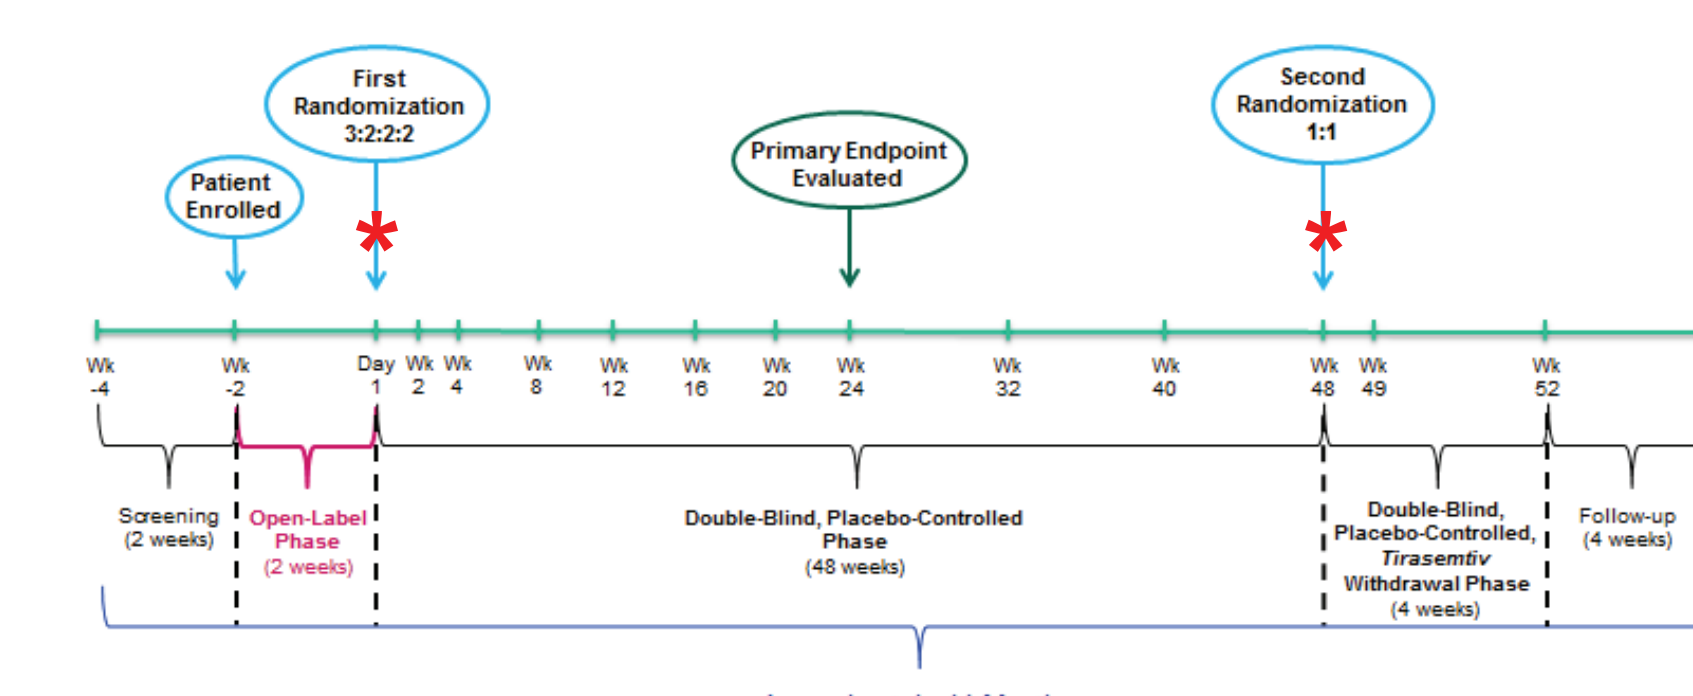 First
Randomization
3:2:2:2
Second
Randomization
1:1
Primary Endpoint
Evaluated
Patient
Enrolled
*
*
Wk
-4
Wk
-2
Day
1
Wk
2
Wk
4
Wk
8
Wk
12
Wk
16
Wk
20
Wk
24
Wk
32
Wk
40
Wk
48
Wk
49
Wk
52
Screening
(2 weeks)
Open-Label
Phase
(2 weeks)
Double-Blind, Placebo-Controlled
Phase
(48 weeks)
Double-Blind,
Placebo-Controlled,
Tirasemtiv
Withdrawal Phase
(4 weeks)
Follow-up
(4 weeks)